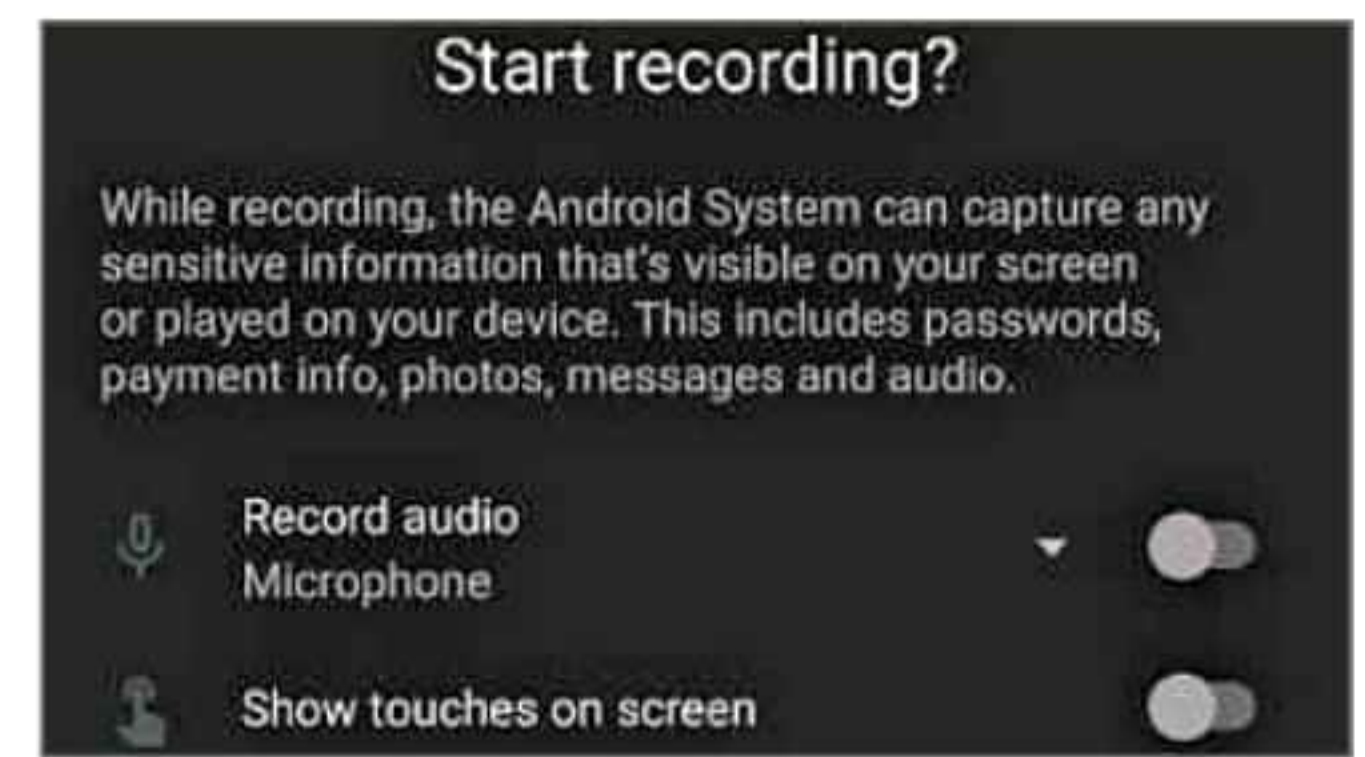 Start recording?
While recording, the Android System can capture any
sensitive information that's visible on your screen
or played on your device. This includes passwords,
payment info, photos, messages and audio.
Record audio
Microphone
Show touches on screen